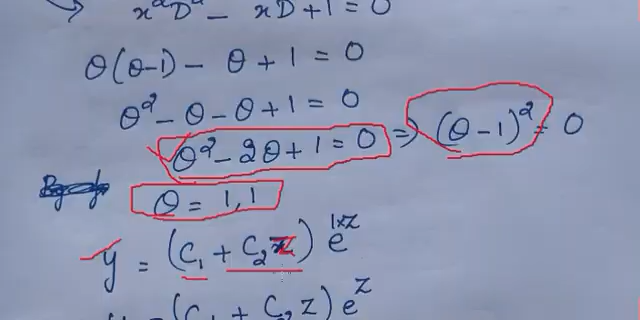 x²D² - xD + 1 = 0
θ(θ-1) - θ + 1 = 0
θ² - θ - θ + 1 = 0
θ² - 2θ + 1 = 0 ⇒ (θ - 1)² = 0
θ = 1, 1
y = (C₁ + C₂z) e^{1×z}
y = (C₁ + C₂z) e^z